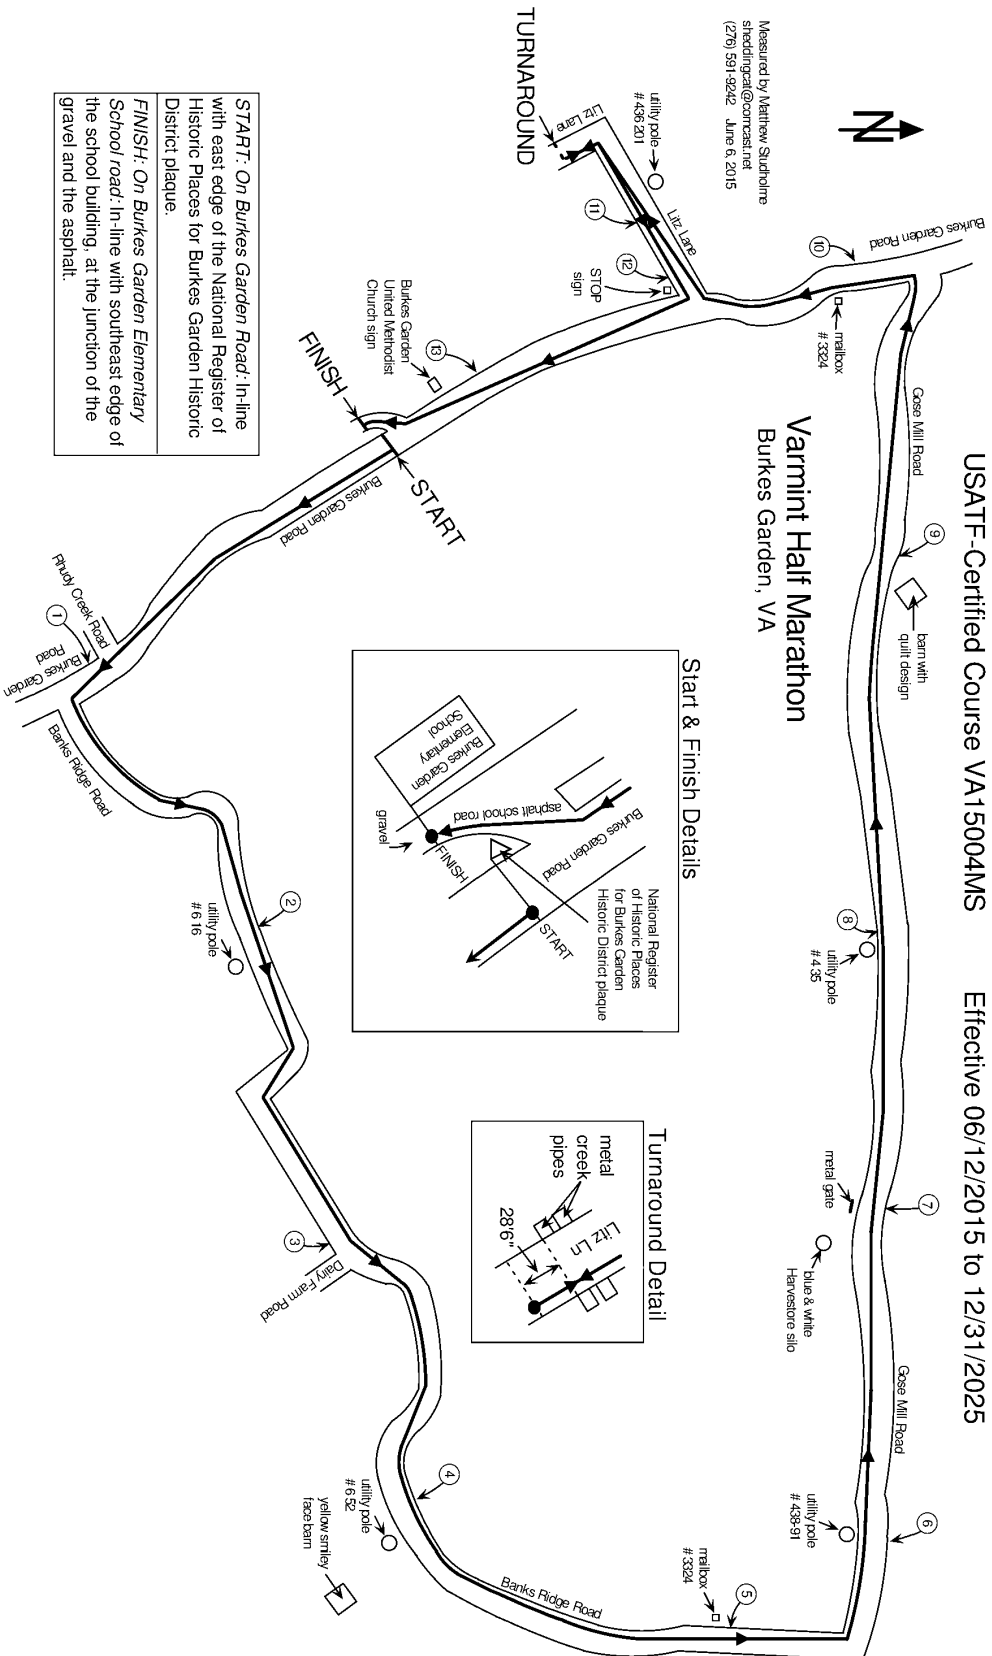 USATF-Certified Course VA15004MS Effective 06/12/2015 to 12/31/2025
Varmint Half Marathon
Burkes Garden, VA
Measured by Matthew Studholme
sheddingcat@comcast.net
(276) 591-9242 June 6, 2015
N
Burkes Garden Road
10
mailbox
# 3324
Gose Mill Road
9
barn with
quilt design
8
utility pole
# 435
7
metal gate
blue & white
Harvestore silo
Gose Mill Road
6
utility pole
# 438-91
5
mailbox
# 3324
Banks Ridge Road
4
utility pole
# 652
yellow smiley
face barn
3
Dairy Farm Road
2
utility pole
# 616
Banks Ridge Road
Burkes Garden
Road
1
Rhudy Creek Road
Burkes Garden Road
START
FINISH
13
Burkes Garden
United Methodist
Church sign
STOP
sign
12
11
Litz Lane
utility pole
# 436 201
Litz Lane
TURNAROUND
Start & Finish Details
Burkes Garden
Elementary
School
asphalt school road
Burkes Garden Road
gravel
FINISH
START
National Register
of Historic Places
for Burkes Garden
Historic District plaque
Turnaround Detail
metal
creek
pipes
Litz Ln
28'6"
START: On Burkes Garden Road: In-line
with east edge of the National Register of
Historic Places for Burkes Garden Historic
District plaque.
FINISH: On Burkes Garden Elementary
School road: In-line with southeast edge of
the school building, at the junction of the
gravel and the asphalt.